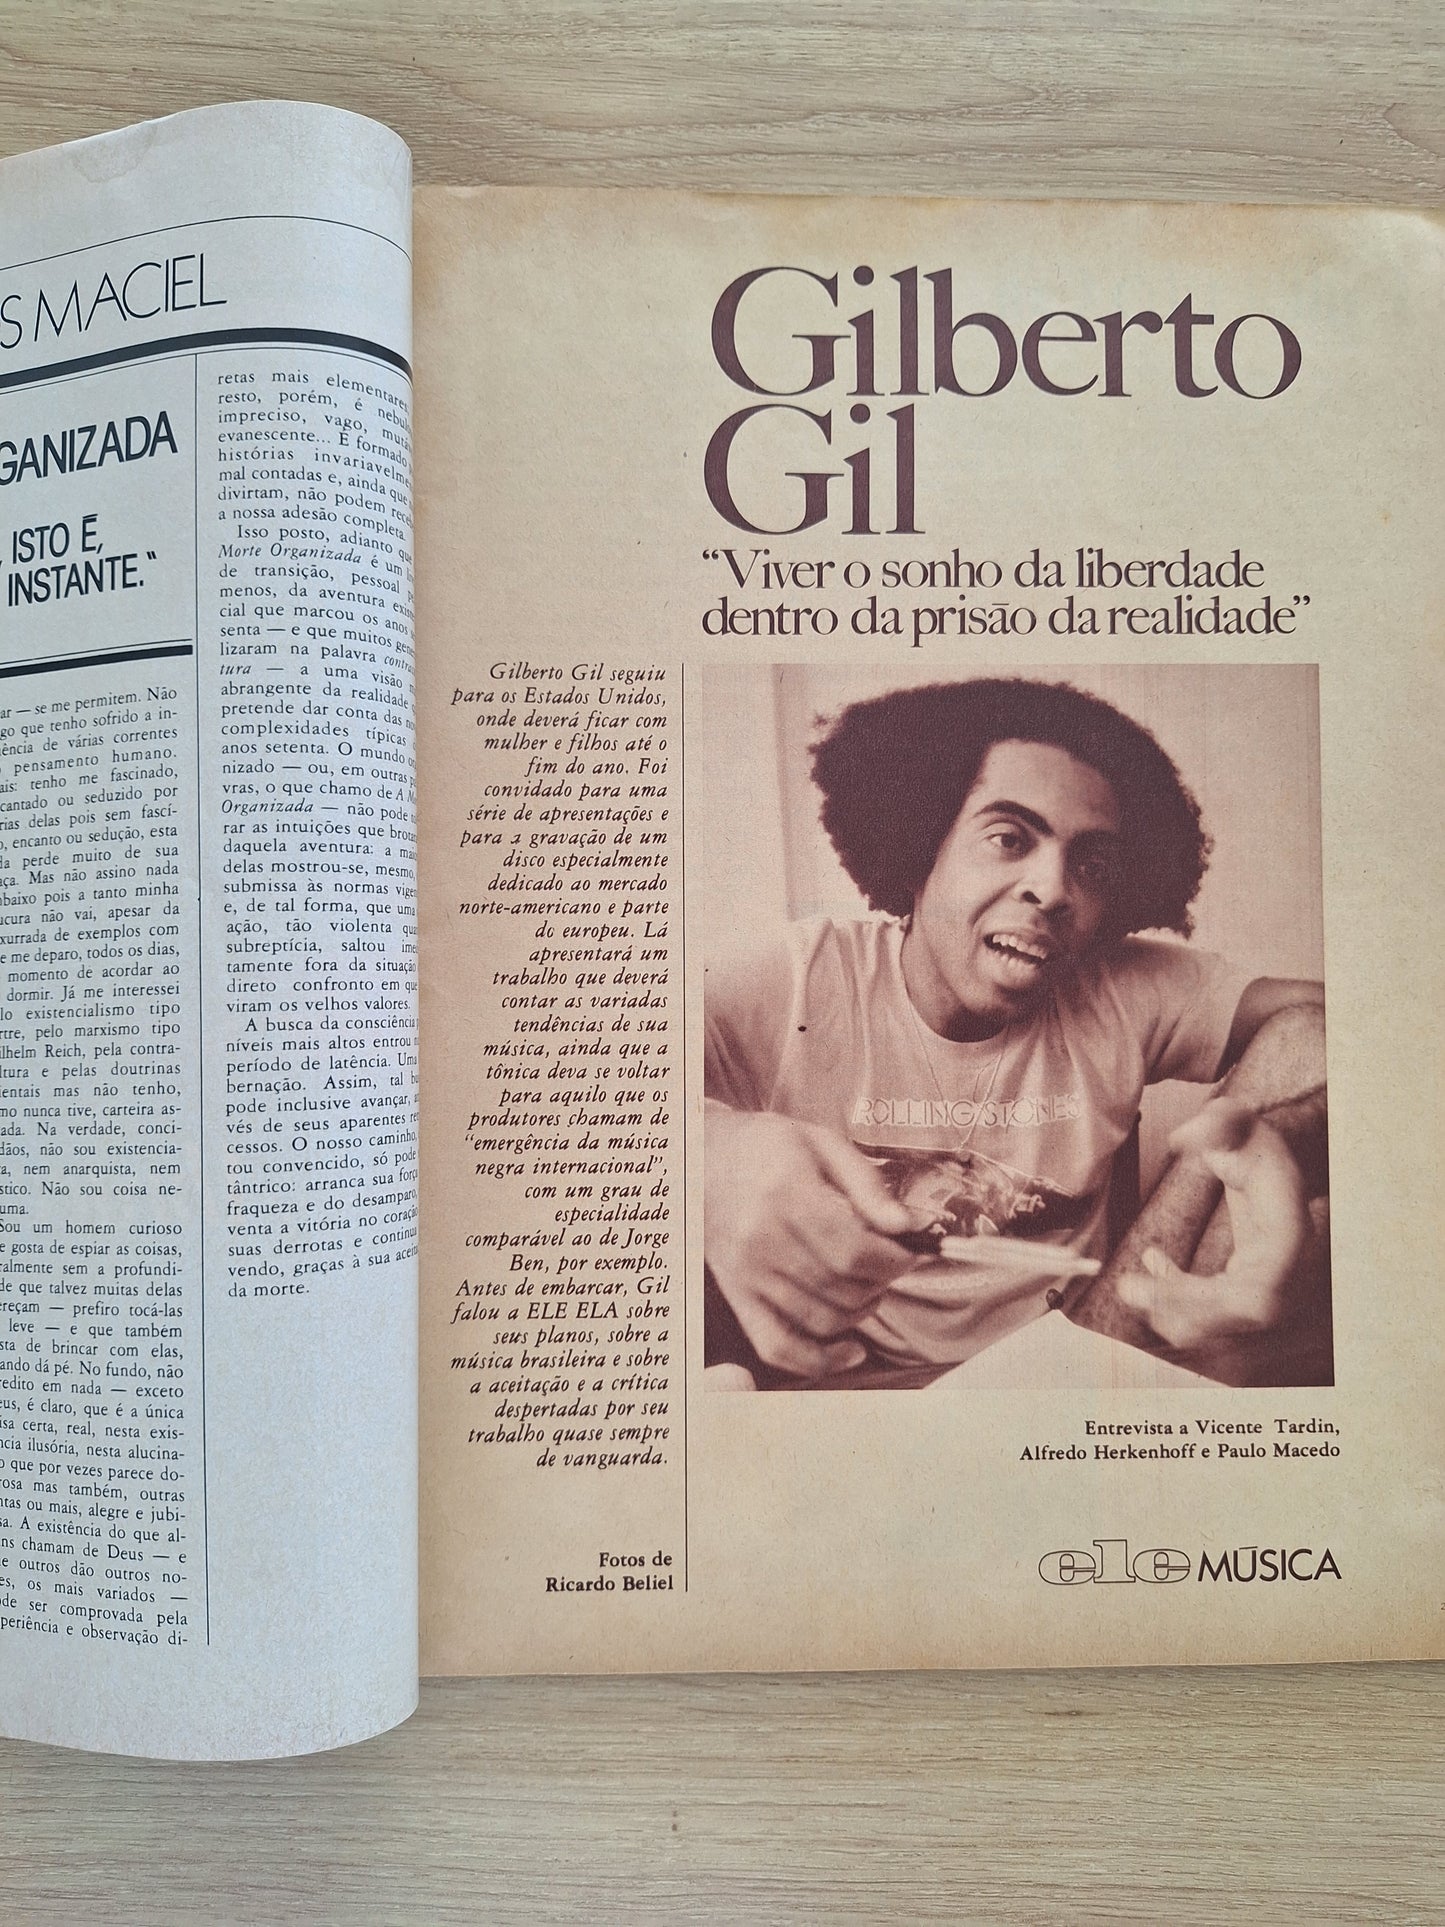 S MACIEL
GANIZADA
ISTO É,
INSTANTE."
ar — se me permitem. Não
go que tenho sofrido a in-
ência de várias correntes
pensamento humano.
ais: tenho me fascinado,
cantado ou seduzido por
rias delas pois sem fascí-
o, encanto ou sedução, esta
da perde muito de sua
aça. Mas não assino nada
baixo pois a tanto minha
ucura não vai, apesar da
xurrada de exemplos com
e me deparo, todos os dias,
momento de acordar ao
dormir. Já me interessei
lo existencialismo tipo
rtre, pelo marxismo tipo
ilhelm Reich, pela contra-
ltura e pelas doutrinas
ientais mas não tenho,
mo nunca tive, carteira as-
ada. Na verdade, conci-
dãos, não sou existencia-
a, nem anarquista, nem
stico. Não sou coisa ne-
uma.
Sou um homem curioso
e gosta de espiar as coisas,
ralmente sem a profundi-
de que talvez muitas delas
ereçam — prefiro tocá-las
leve — e que também
sta de brincar com elas,
ando dá pé. No fundo, não
redito em nada — exceto
eus, é claro, que é a única
isa certa, real, nesta exis-
ncia ilusória, nesta alucina-
o que por vezes parece do-
rosa mas também, outras
ntas ou mais, alegre e jubi-
sa. A existência do que al-
ns chamam de Deus — e
e outros dão outros no-
es, os mais variados —
de ser comprovada pela
periência e observação di-
retas mais elementares.
resto, porém, é nebul
impreciso, vago, mutá
evanescente... É formado
histórias invariavelme
mal contadas e, ainda que
divirtam, não podem rece
a nossa adesão completa.
Isso posto, adianto que
Morte Organizada é um
de transição, pessoal p
menos, da aventura exis
cial que marcou os anos
senta — e que muitos gene
lizaram na palavra contra
tura — a uma visão
abrangente da realidade
pretende dar conta das no
complexidades típicas
anos setenta. O mundo or
nizado — ou, em outras p
vras, o que chamo de A M
Organizada — não pode
rar as intuições que brota
daquela aventura: a mai
delas mostrou-se, mesmo,
submissa às normas vige
e, de tal forma, que uma
ação, tão violenta qua
subreptícia, saltou ime
tamente fora da situação
direto confronto em que
viram os velhos valores.
A busca da consciência
níveis mais altos entrou
período de latência. Uma
bernação. Assim, tal bu
pode inclusive avançar, a
vés de seus aparentes re
cessos. O nosso caminho,
tou convencido, só pode
tântrico: arranca sua força
fraqueza e do desamparo,
venta a vitória no coração
suas derrotas e continua
vendo, graças à sua aceita
da morte.
Gilberto
Gil
“Viver o sonho da liberdade
dentro da prisão da realidade”
Gilberto Gil seguiu
para os Estados Unidos,
onde deverá ficar com
mulher e filhos até o
fim do ano. Foi
convidado para uma
série de apresentações e
para a gravação de um
disco especialmente
dedicado ao mercado
norte-americano e parte
do europeu. Lá
apresentará um
trabalho que deverá
contar as variadas
tendências de sua
música, ainda que a
tônica deva se voltar
para aquilo que os
produtores chamam de
“emergência da música
negra internacional”,
com um grau de
especialidade
comparável ao de Jorge
Ben, por exemplo.
Antes de embarcar, Gil
falou a ELE ELA sobre
seus planos, sobre a
música brasileira e sobre
a aceitação e a crítica
despertadas por seu
trabalho quase sempre
de vanguarda.
Fotos de
Ricardo Beliel
ROLLING STONES
Entrevista a Vicente Tardin,
Alfredo Herkenhoff e Paulo Macedo
ele MÚSICA